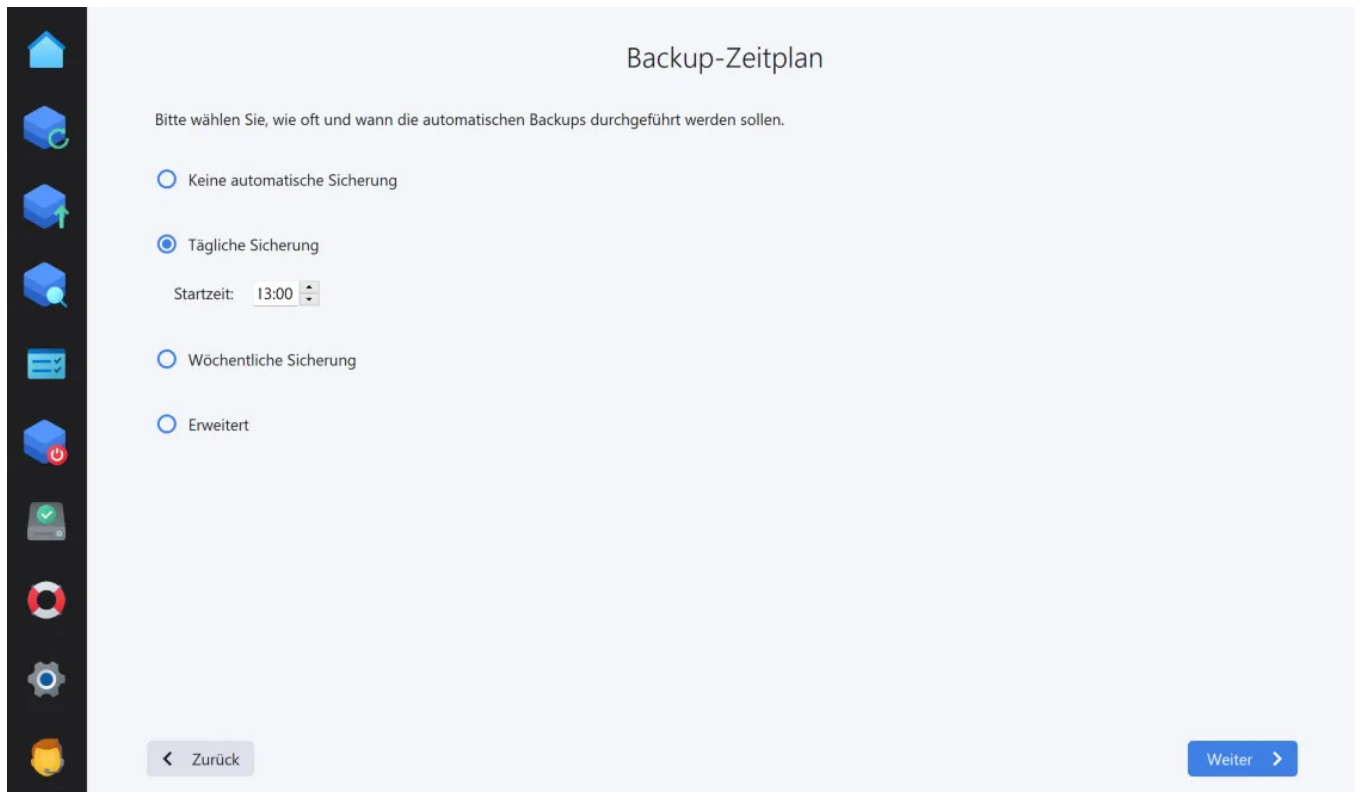 Backup-Zeitplan
Bitte wählen Sie, wie oft und wann die automatischen Backups durchgeführt werden sollen.
Keine automatische Sicherung
Tägliche Sicherung
Startzeit: 13:00
Wöchentliche Sicherung
Erweitert
Zurück
Weiter